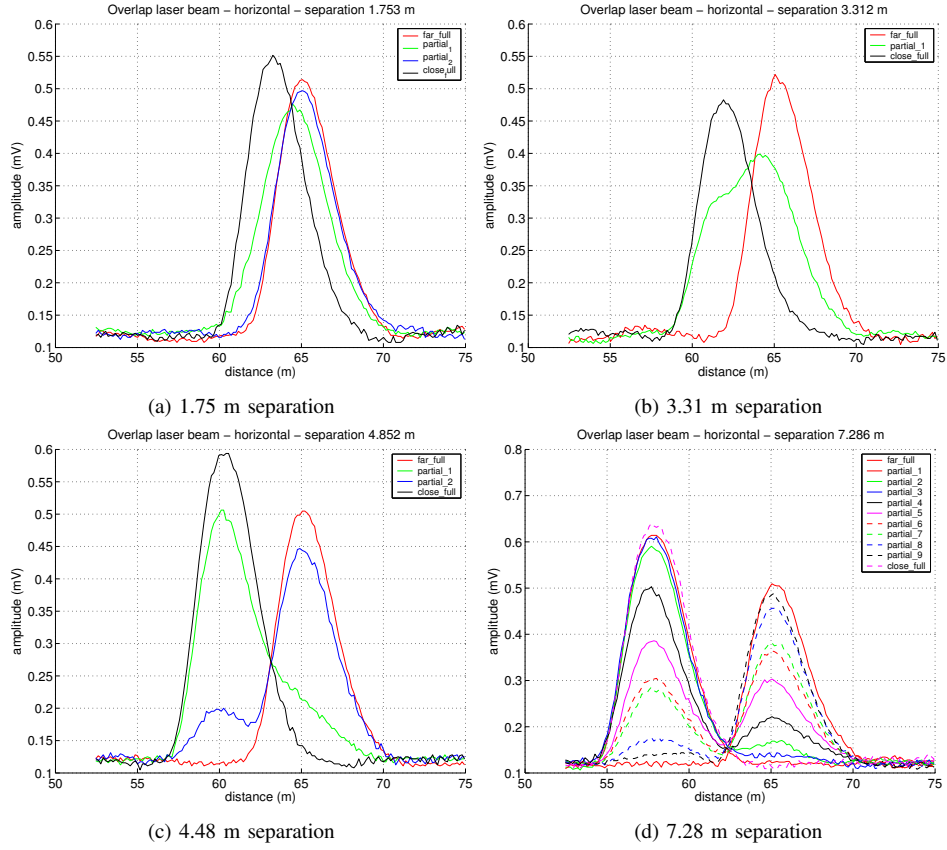 Overlap laser beam – horizontal – separation 1.753 m
0.6
0.55
0.5
0.45
0.4
0.35
0.3
0.25
0.2
0.15
0.1
amplitude (mV)
far_full
partial_1
partial_2
close_full
50 55 60 65 70 75
distance (m)
(a) 1.75 m separation
Overlap laser beam – horizontal – separation 3.312 m
0.6
0.55
0.5
0.45
0.4
0.35
0.3
0.25
0.2
0.15
0.1
amplitude (mV)
far_full
partial_1
close_full
50 55 60 65 70 75
distance (m)
(b) 3.31 m separation
Overlap laser beam – horizontal – separation 4.852 m
0.6
0.55
0.5
0.45
0.4
0.35
0.3
0.25
0.2
0.15
0.1
amplitude (mV)
far_full
partial_1
partial_2
close_full
50 55 60 65 70 75
distance (m)
(c) 4.48 m separation
Overlap laser beam – horizontal – separation 7.286 m
0.8
0.7
0.6
0.5
0.4
0.3
0.2
0.1
amplitude (mV)
far_full
partial_1
partial_2
partial_3
partial_4
partial_5
partial_6
partial_7
partial_8
partial_9
close_full
50 55 60 65 70 75
distance (m)
(d) 7.28 m separation